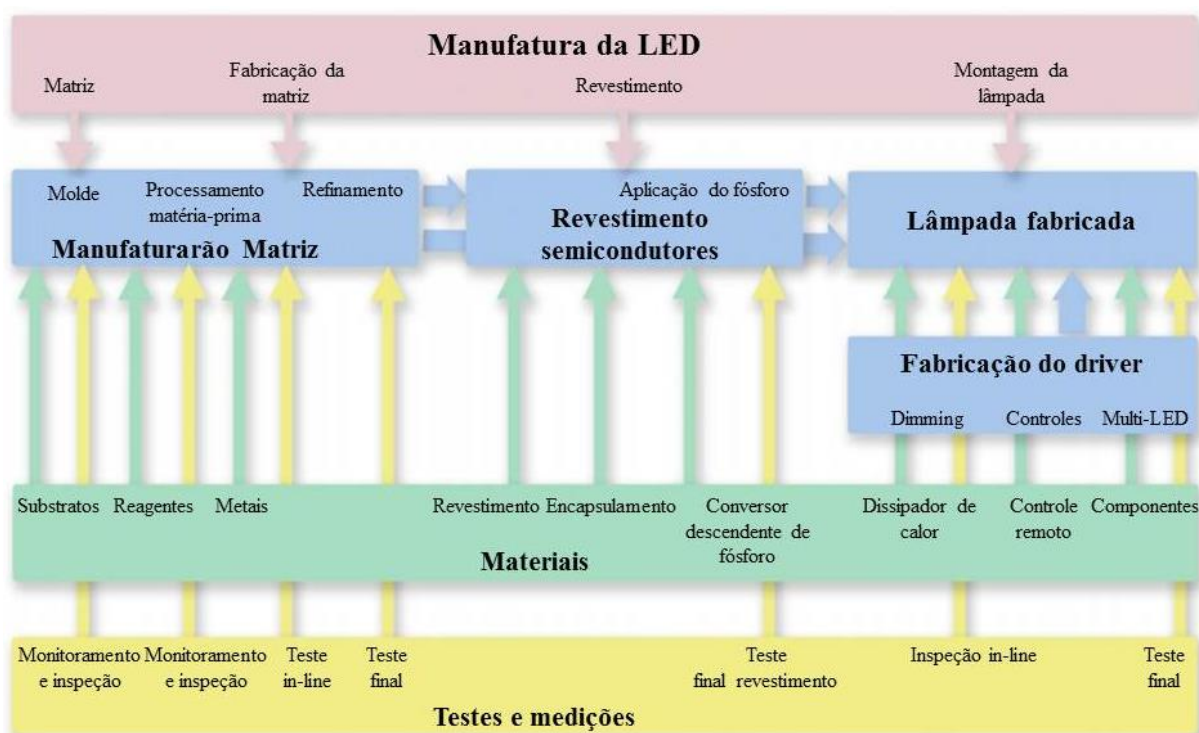 Manufatura da LED
Matriz
Fabricação da
matriz
Revestimento
Montagem da
lâmpada
Molde
Processamento
matéria-prima
Refinamento
Manufaturarão Matriz
Aplicação do fósforo
Revestimento
semicondutores
Lâmpada fabricada
Fabricação do driver
Dimming
Controles
Multi-LED
Substratos
Reagentes
Metais
Revestimento
Encapsulamento
Conversor
descendente de
fósforo
Dissipador de
calor
Controle
remoto
Componentes
Materiais
Monitoramento
e inspeção
Monitoramento
e inspeção
Teste
in-line
Teste
final
Teste
final revestimento
Inspeção in-line
Teste
final
Testes e medições